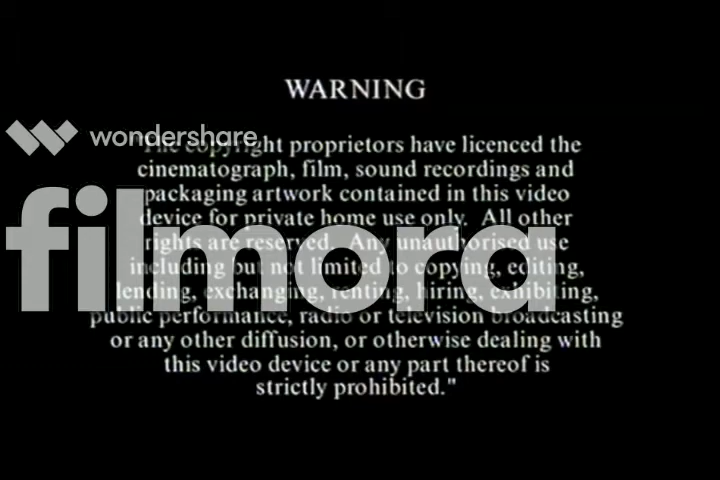 WARNING
wondershare
"The copyright proprietors have licenced the
cinematograph, film, sound recordings and
packaging artwork contained in this video
device for private home use only. All other
filmora
rights are reserved. Any unauthorised use
including but not limited to copying, editing,
lending, exchanging, renting, hiring, exhibiting,
public performance, radio or television broadcasting
or any other diffusion, or otherwise dealing with
this video device or any part thereof is
strictly prohibited."